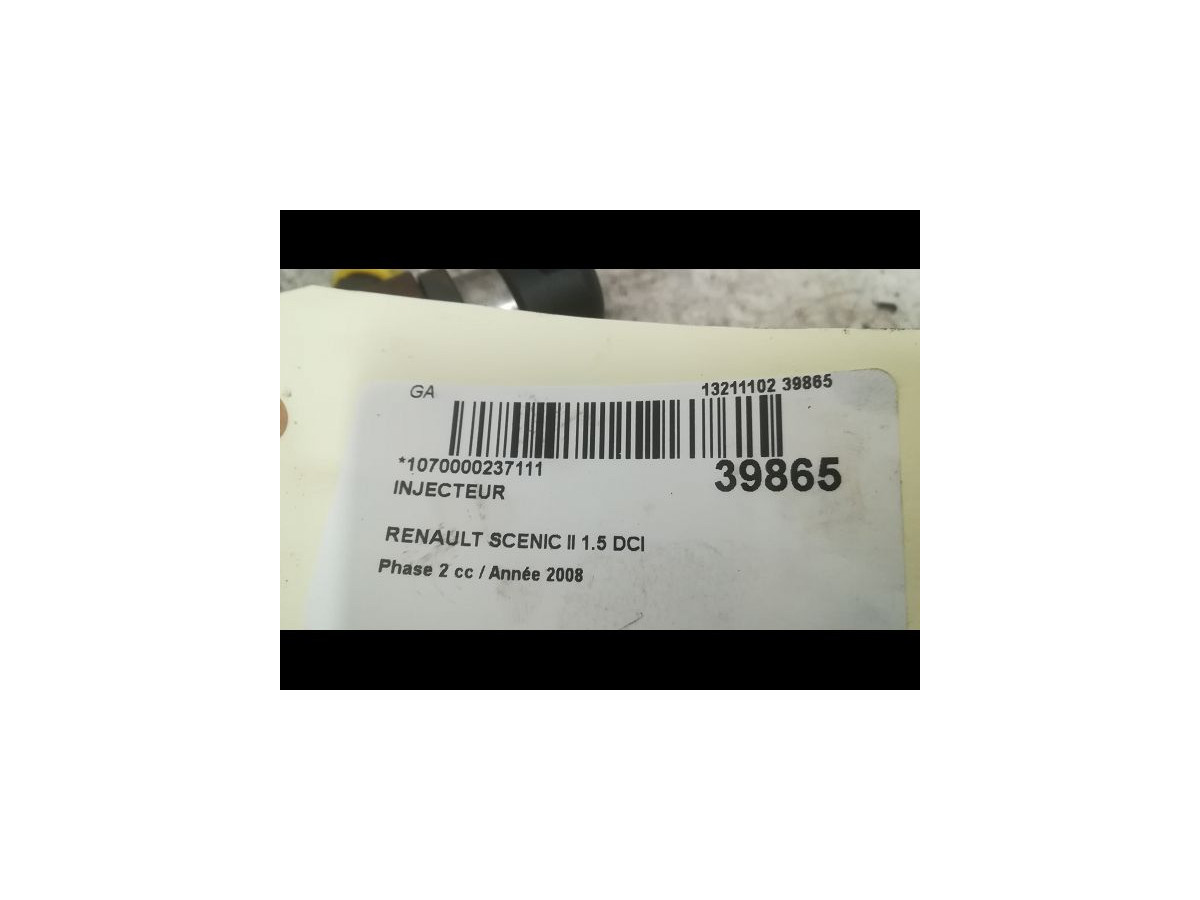 GA 13211102 39865
*1070000237111 39865
INJECTEUR
RENAULT SCENIC II 1.5 DCI
Phase 2 cc / Année 2008